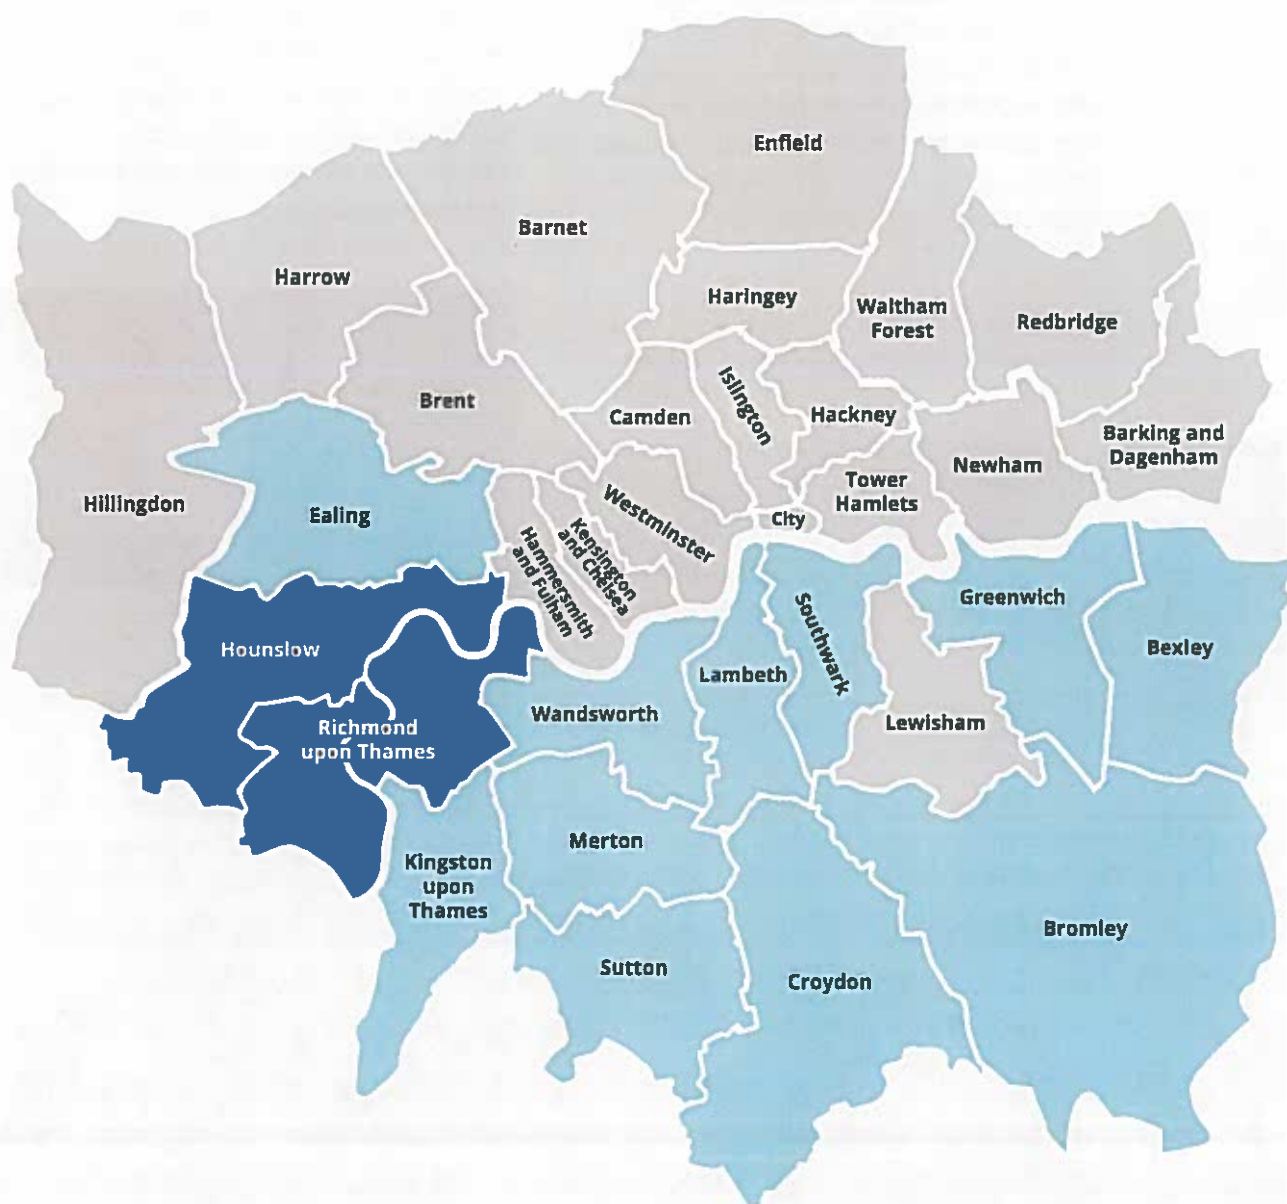 Enfield
Barnet
Harrow
Haringey
Waltham
Forest
Redbridge
Brent
Camden
Islington
Hackney
Barking and
Dagenham
Newham
Tower
Hamlets
Hillingdon
Ealing
Westminster
City
Kensington
and Chelsea
Hammersmith
and Fulham
Greenwich
Southwark
Hounslow
Lambeth
Bexley
Wandsworth
Lewisham
Richmond
upon Thames
Merton
Kingston
upon
Thames
Bromley
Sutton
Croydon